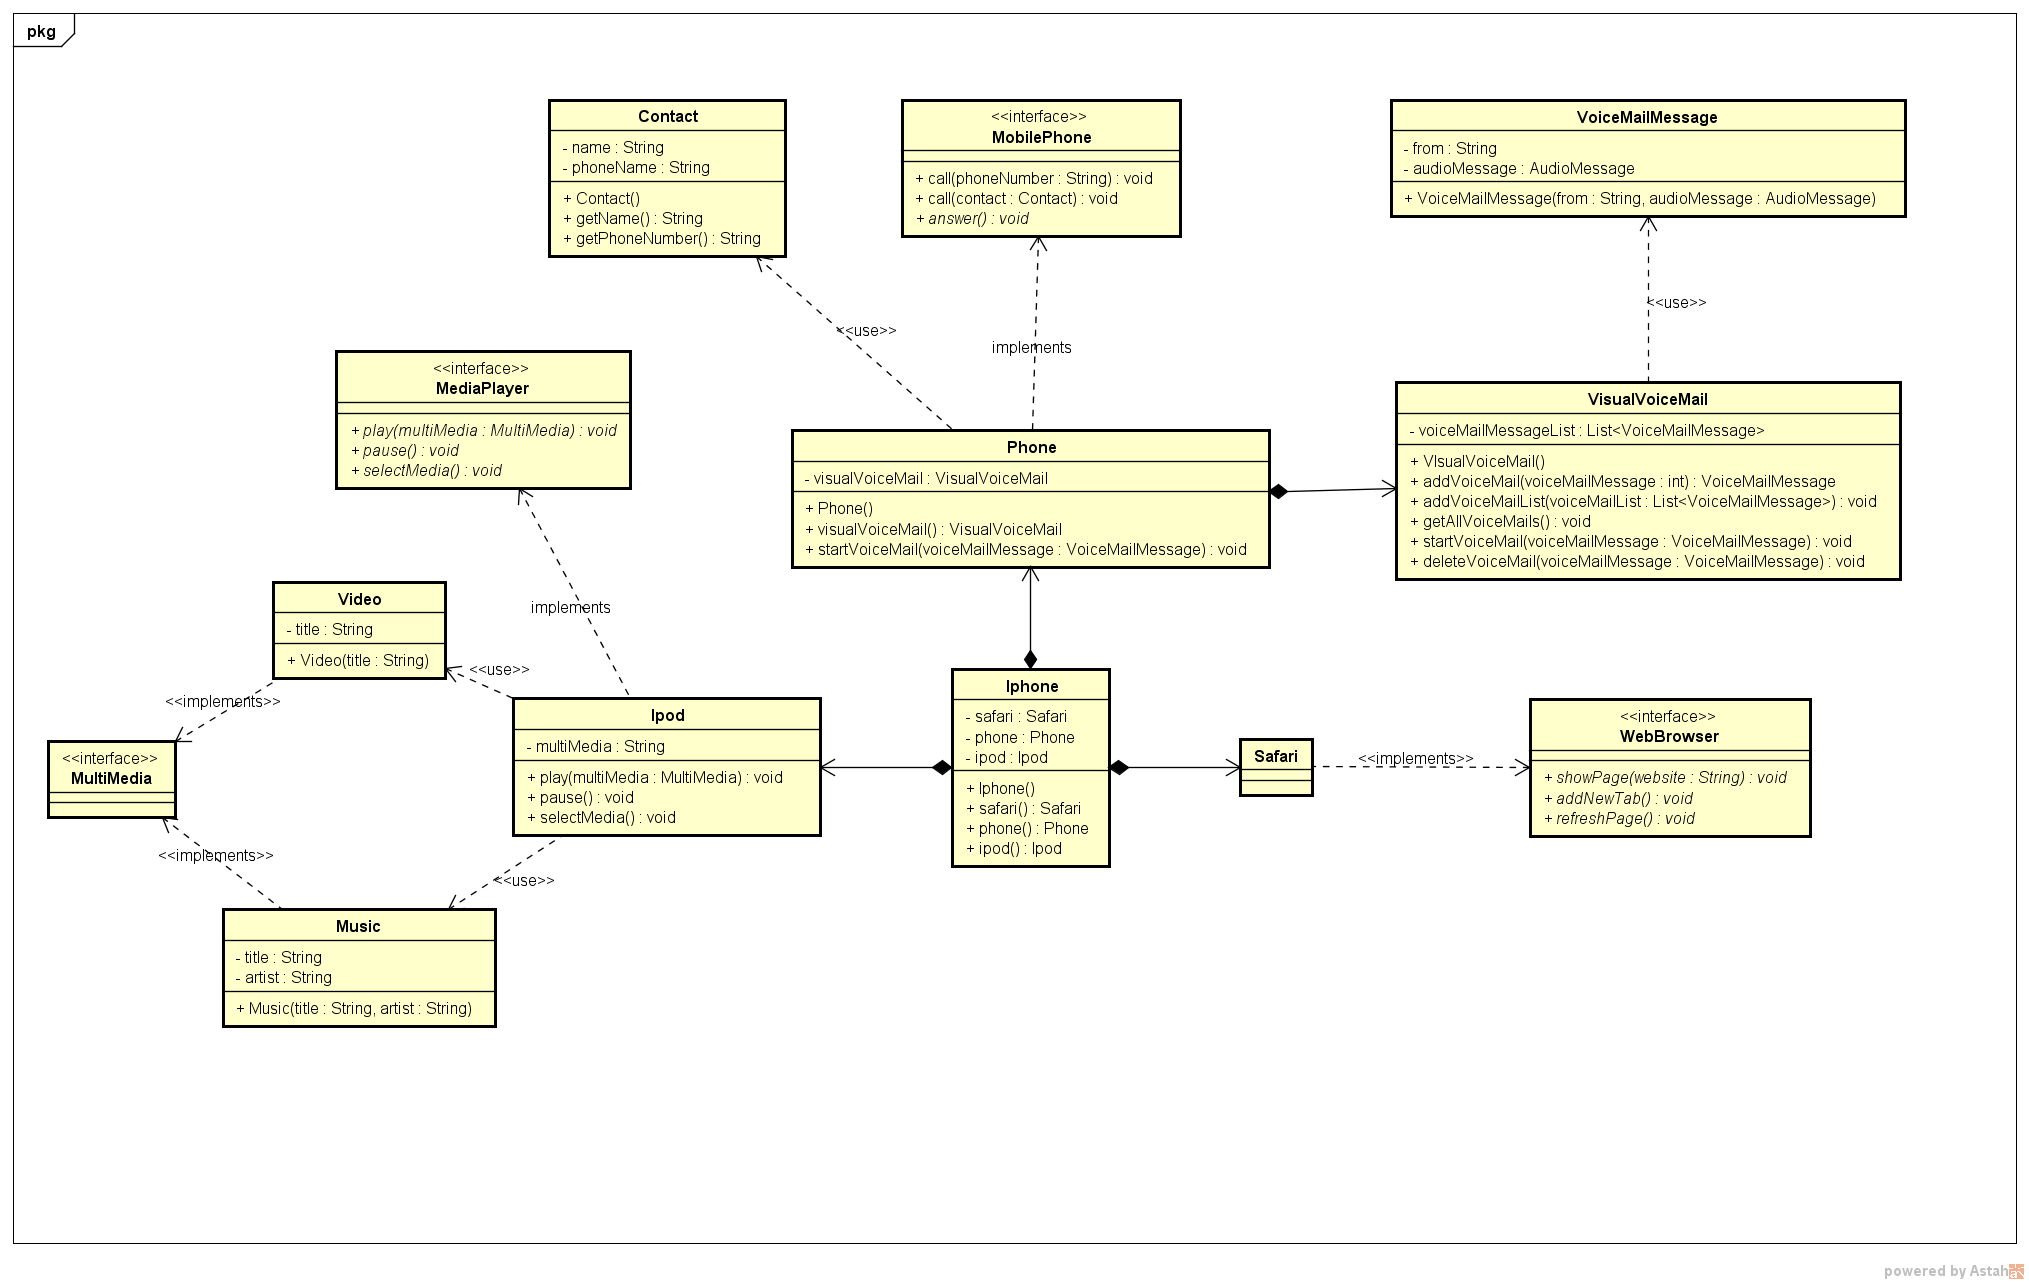 pkg
Contact
- name : String
- phoneName : String
+ Contact()
+ getName() : String
+ getPhoneNumber() : String
<<interface>>
MobilePhone
+ call(phoneNumber : String) : void
+ call(contact : Contact) : void
+ answer() : void
VoiceMailMessage
- from : String
- audioMessage : AudioMessage
+ VoiceMailMessage(from : String, audioMessage : AudioMessage)
<<use>>
<<use>>
implements
<<interface>>
MediaPlayer
+ play(multiMedia : MultiMedia) : void
+ pause() : void
+ selectMedia() : void
Phone
- visualVoiceMail : VisualVoiceMail
+ Phone()
+ visualVoiceMail() : VisualVoiceMail
+ startVoiceMail(voiceMailMessage : VoiceMailMessage) : void
VisualVoiceMail
- voiceMailMessageList : List<VoiceMailMessage>
+ VIsualVoiceMail()
+ addVoiceMail(voiceMailMessage : int) : VoiceMailMessage
+ addVoiceMailList(voiceMailList : List<VoiceMailMessage>) : void
+ getAllVoiceMails() : void
+ startVoiceMail(voiceMailMessage : VoiceMailMessage) : void
+ deleteVoiceMail(voiceMailMessage : VoiceMailMessage) : void
implements
Video
- title : String
+ Video(title : String)
<<use>>
<<implements>>
<<interface>>
MultiMedia
Ipod
- multiMedia : String
+ play(multiMedia : MultiMedia) : void
+ pause() : void
+ selectMedia() : void
Iphone
- safari : Safari
- phone : Phone
- ipod : Ipod
+ Iphone()
+ safari() : Safari
+ phone() : Phone
+ ipod() : Ipod
Safari
<<implements>>
<<interface>>
WebBrowser
+ showPage(website : String) : void
+ addNewTab() : void
+ refreshPage() : void
<<implements>>
<<use>>
Music
- title : String
- artist : String
+ Music(title : String, artist : String)
powered by Astah